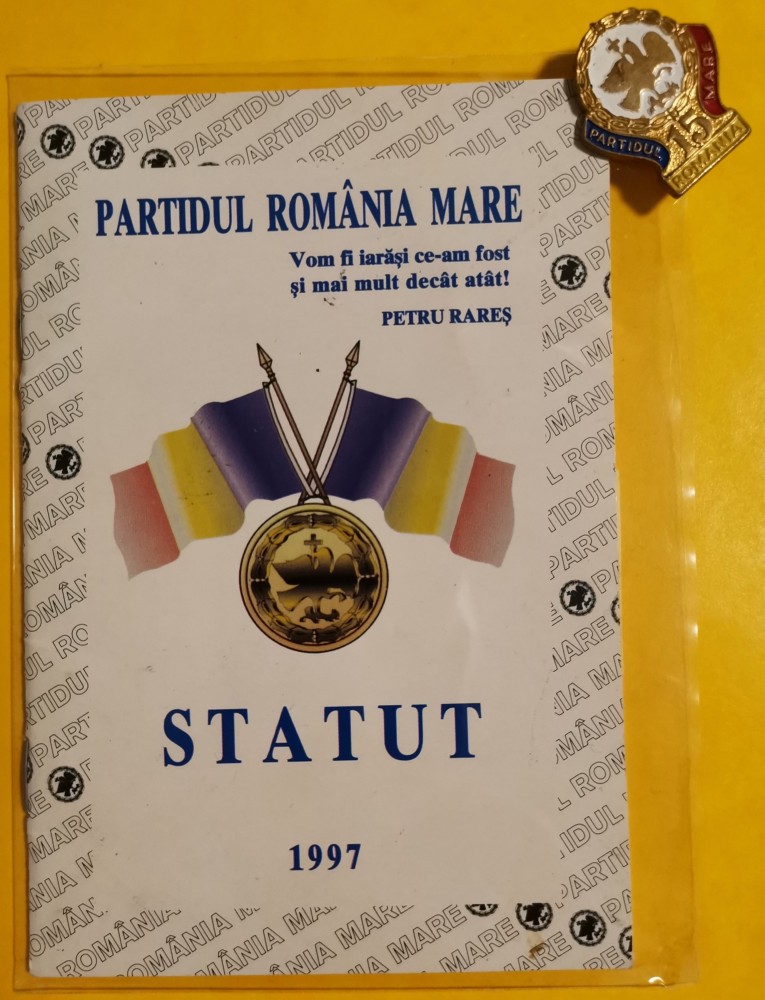 PARTIDUL ROMÂNIA MARE
Vom fi iarăşi ce-am fost
şi mai mult decât atât!
PETRU RAREŞ
STATUT
1997
PARTIDUL
15
MARE
ROMANIA